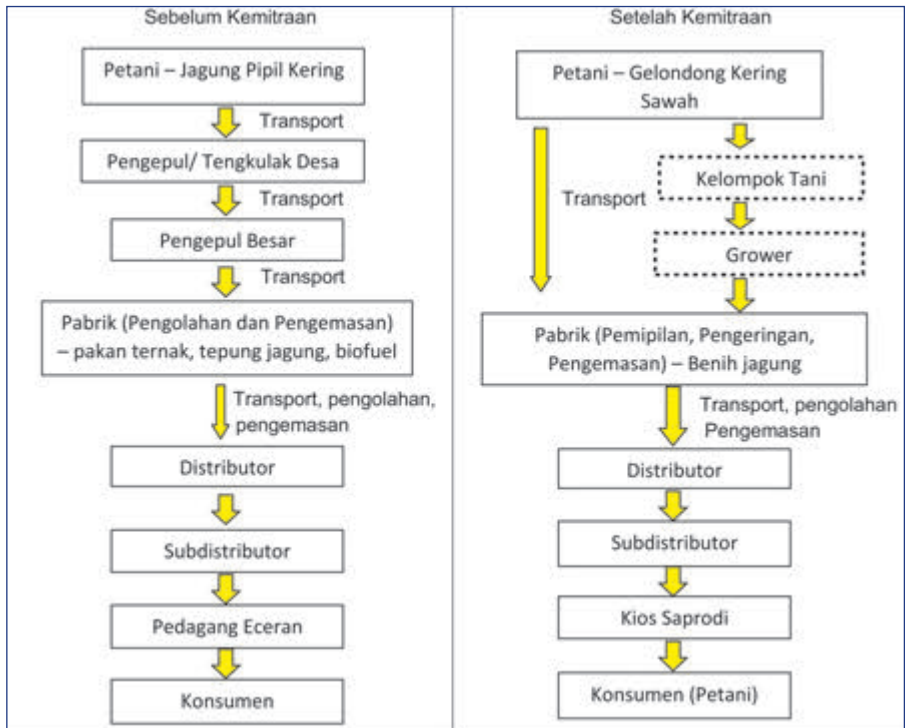 Sebelum Kemitraan
Petani – Jagung Pipil Kering
Transport
Pengepul/ Tengkulak Desa
Transport
Pengepul Besar
Transport
Pabrik (Pengolahan dan Pengemasan)
– pakan ternak, tepung jagung, biofuel
Transport, pengolahan,
pengemasan
Distributor
Subdistributor
Pedagang Eceran
Konsumen
Setelah Kemitraan
Petani – Gelondong Kering
Sawah
Transport
Kelompok Tani
Grower
Pabrik (Pemipilan, Pengeringan,
Pengemasan) – Benih jagung
Transport, pengolahan
Pengemasan
Distributor
Subdistributor
Kios Saprodi
Konsumen (Petani)